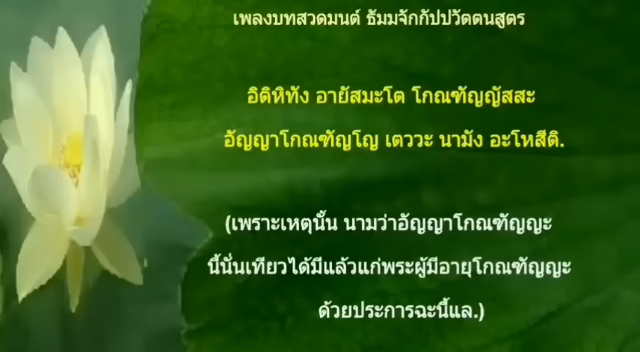 เพลงบทสวดมนต์ ธัมมจักกัปปวัตตนสูตร
อิติหิทัง อายัสมะโต โกณฑัญญัสสะ
อัญญาโกณฑัญโญ เตววะ นามัง อะโหสีติ.
(เพราะเหตุนั้น นามว่าอัญญาโกณฑัญญะ
นี้นั่นเทียวได้มีแล้วแก่พระผู้มีอายุโกณฑัญญะ
ด้วยประการฉะนี้แล.)